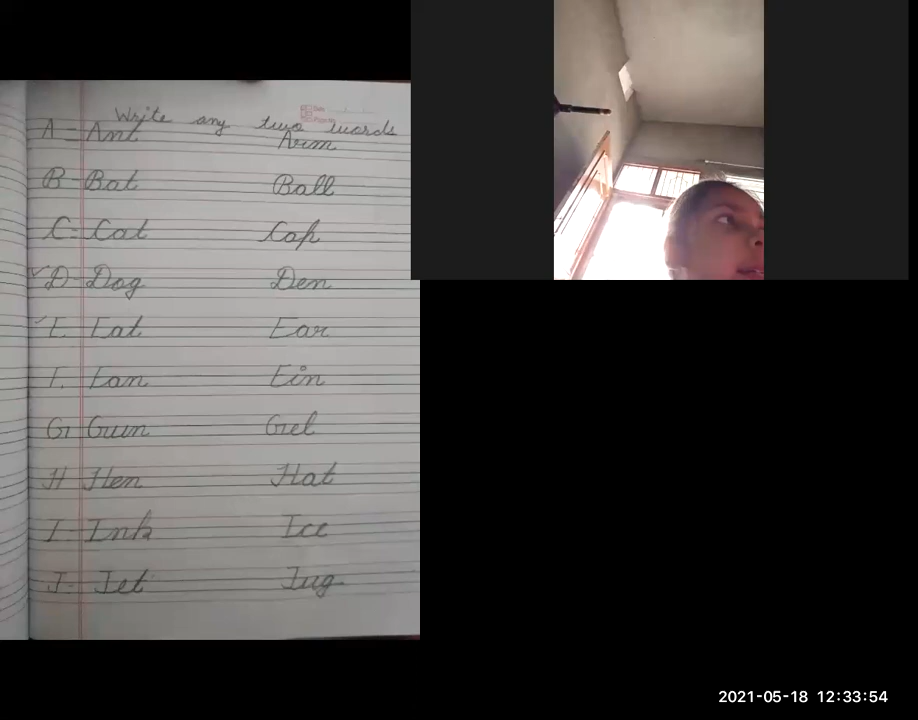 Write any two words
A = Ant Arm
B Bat Ball
C = Cat Cap
D - Dog Den
E. Eat Ear
F. Fan Fin
G Gun Gel
H Hen Hat
I - Ink Ice
J - Jet Jug
2021-05-18 12:33:54